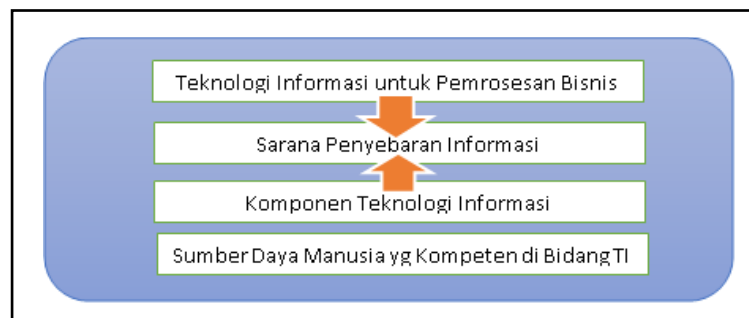 Teknologi Informasi untuk Pemrosesan Bisnis
Sarana Penyebaran Informasi
Komponen Teknologi Informasi
Sumber Daya Manusia yg Kompeten di Bidang TI